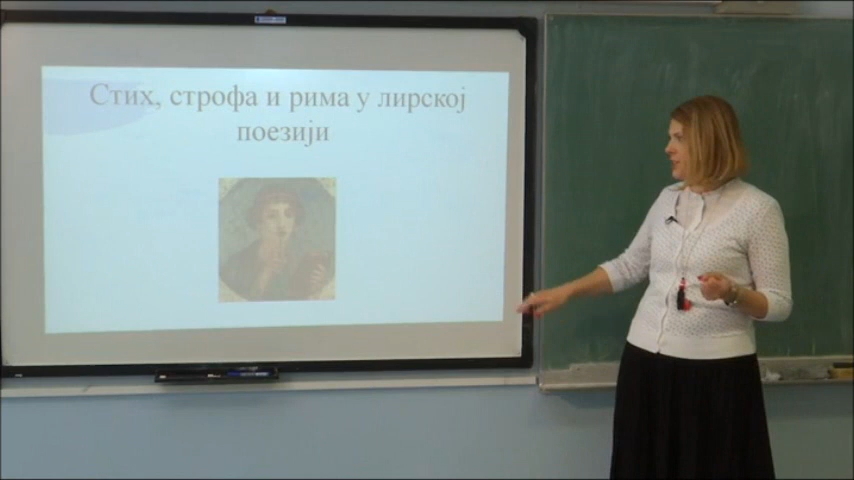 Стих, строфа и рима у лирској
поезији